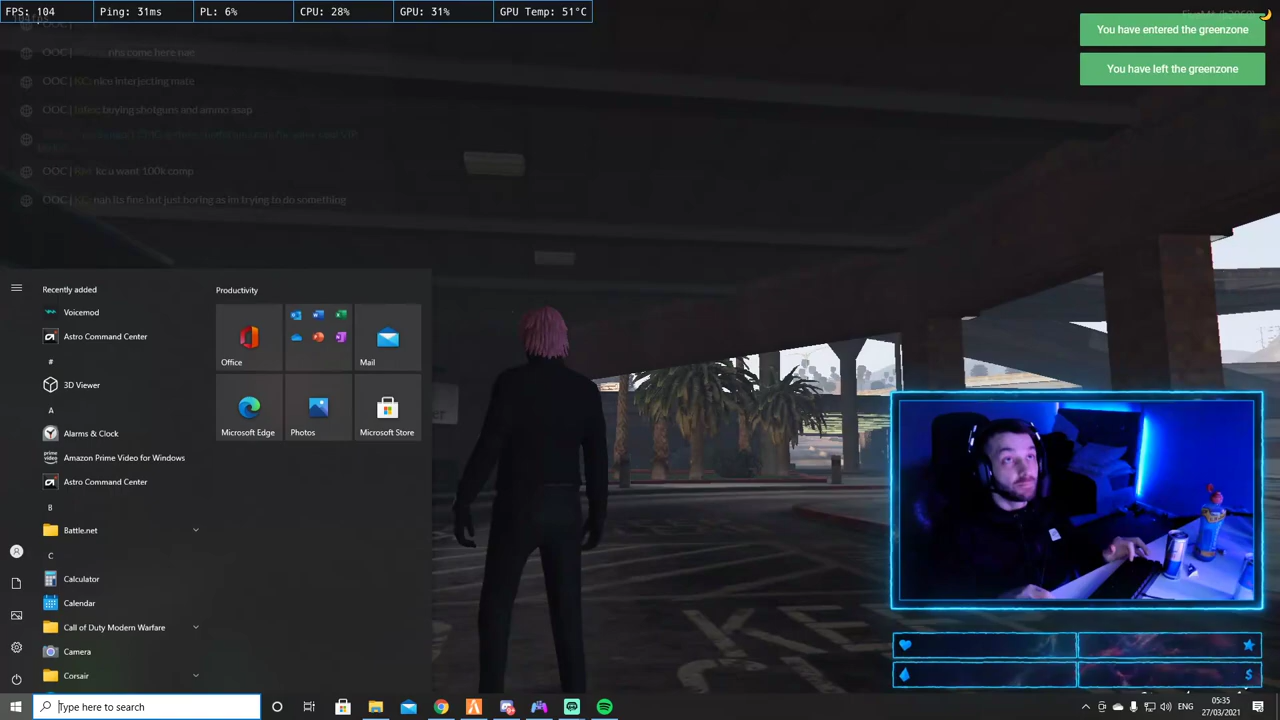 FPS: 104
Ping: 31ms
PL: 6%
CPU: 28%
GPU: 31%
GPU Temp: 51°C
You have entered the greenzone
You have left the greenzone
OOC |
OOC | nhs come here nae
OOC | KC: nice interjecting mate
OOC | buying shotguns and ammo asap
OOC | kc u want 100k comp
OOC | nah its fine but just boring as im trying to do something
Recently added
Voicemod
Astro Command Center
#
3D Viewer
A
Alarms & Clock
Amazon Prime Video for Windows
Astro Command Center
B
Battle.net
C
Calculator
Calendar
Call of Duty Modern Warfare
Camera
Corsair
Productivity
Office
Mail
Microsoft Edge
Photos
Microsoft Store
Type here to search
ENG
05:35
27/03/2021